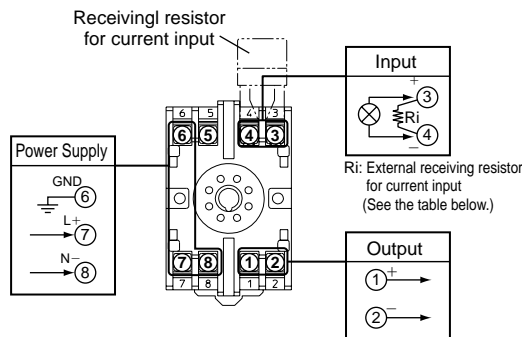 Receivingl resistor
for current input
Input
+
3
Ri
4
−
Ri: External receiving resistor
for current input
(See the table below.)
6 5 4 3
6 5 4 3
Power Supply
GND
6
L+
7
N−
8
7 8 1 2
7 8 1 2
Output
1 +
2 −